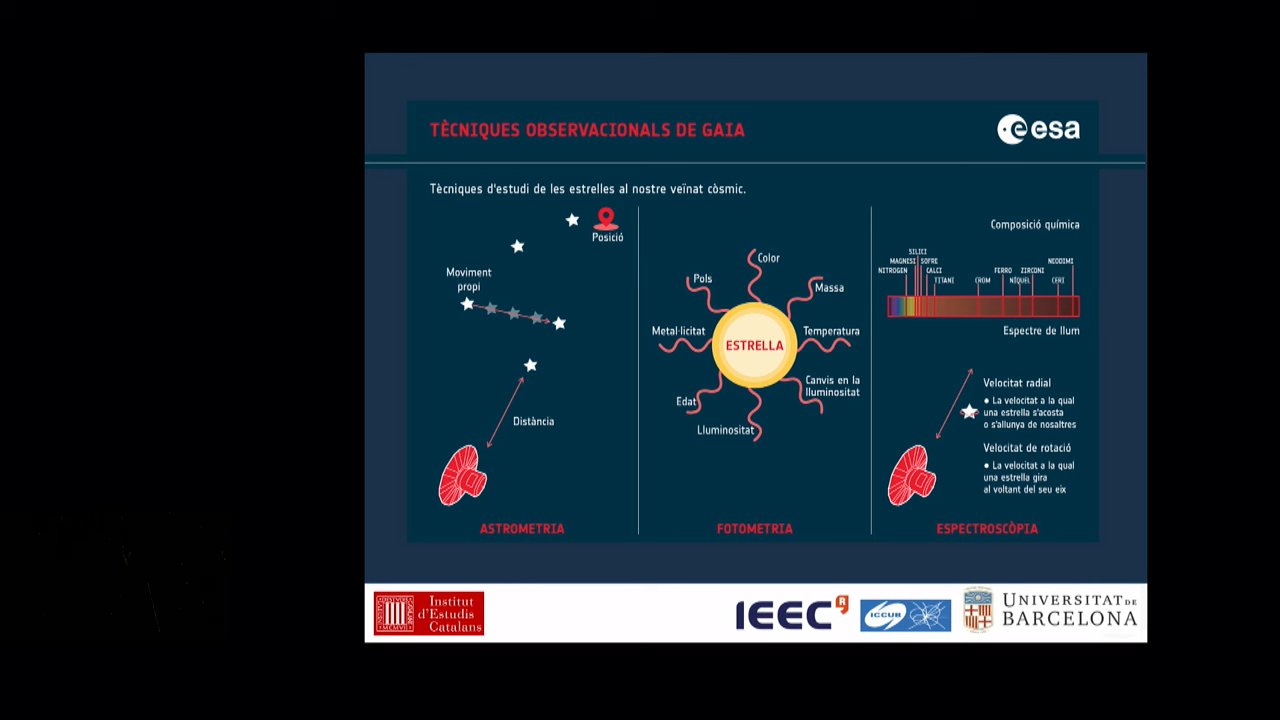 TÈCNIQUES OBSERVACIONALS DE GAIA
esa
Tècniques d'estudi de les estrelles al nostre veïnat còsmic.
Posició
Moviment
propi
Distància
ASTROMETRIA
Color
Pols
Massa
Metal·licitat
ESTRELLA
Temperatura
Canvis en la
lluminositat
Edat
Lluminositat
FOTOMETRIA
Composició química
SILICI
MAGNESI
SOFRE
NEODIMI
NITROGEN
CALCI
FERRO
ZIRCONI
TITANI
CROM
NÍQUEL
CERI
Espectre de llum
Velocitat radial
● La velocitat a la qual
una estrella s'acosta
o s'allunya de nosaltres
Velocitat de rotació
● La velocitat a la qual
una estrella gira
al voltant del seu eix
ESPECTROSCÒPIA
Institut
d'Estudis
Catalans
IEEC R
ICCUB
UNIVERSITAT DE
BARCELONA